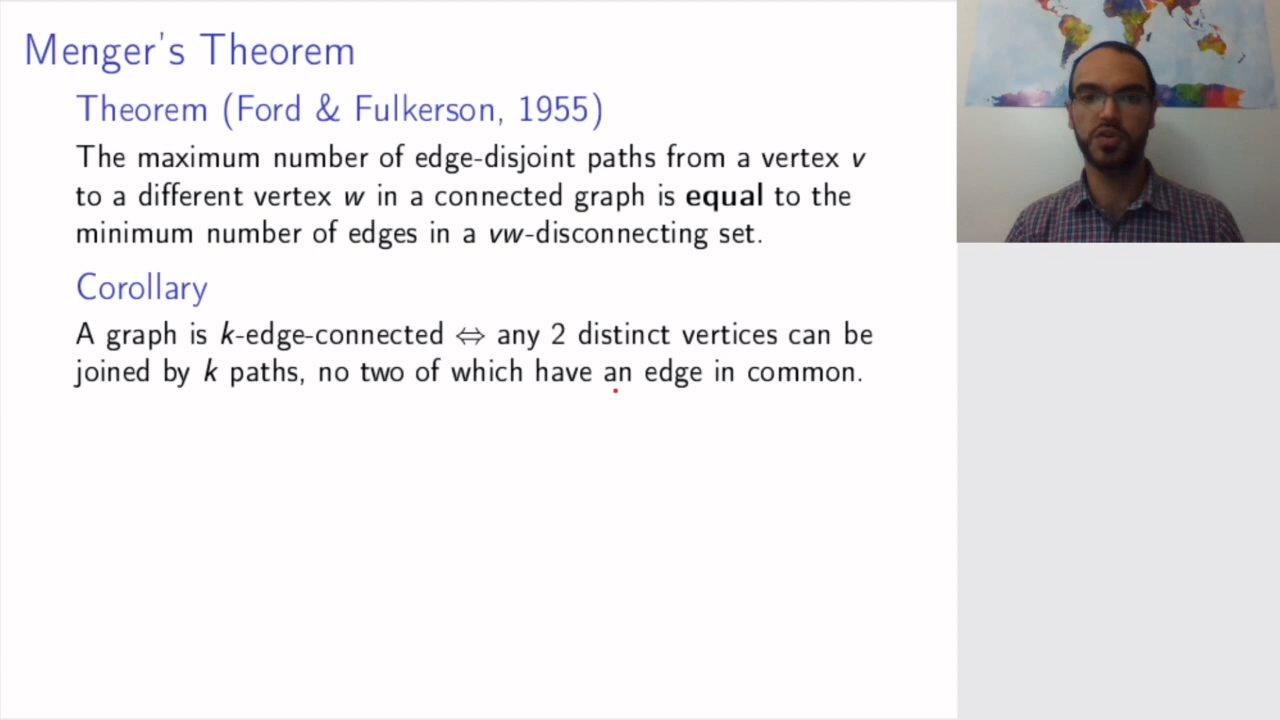 Menger's Theorem
Theorem (Ford & Fulkerson, 1955)
The maximum number of edge-disjoint paths from a vertex v
to a different vertex w in a connected graph is equal to the
minimum number of edges in a vw-disconnecting set.
Corollary
A graph is k-edge-connected ⇔ any 2 distinct vertices can be
joined by k paths, no two of which have an edge in common.